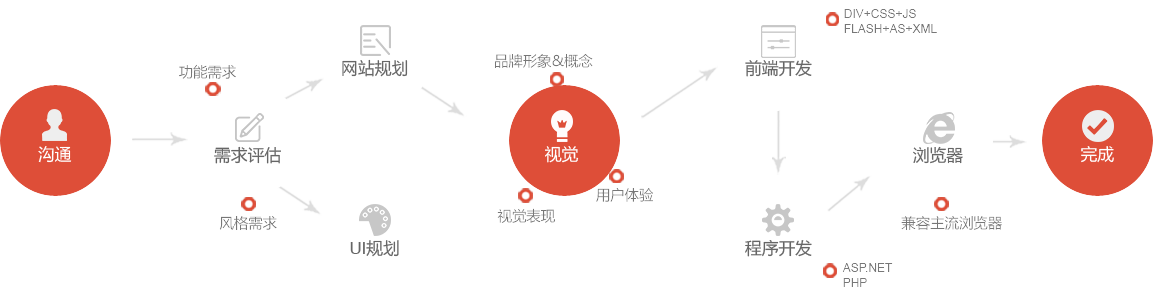 沟通
功能需求
需求评估
风格需求
网站规划
UI规划
品牌形象&概念
视觉
视觉表现
用户体验
DIV+CSS+JS
FLASH+AS+XML
前端开发
程序开发
ASP.NET
PHP
浏览器
兼容主流浏览器
完成